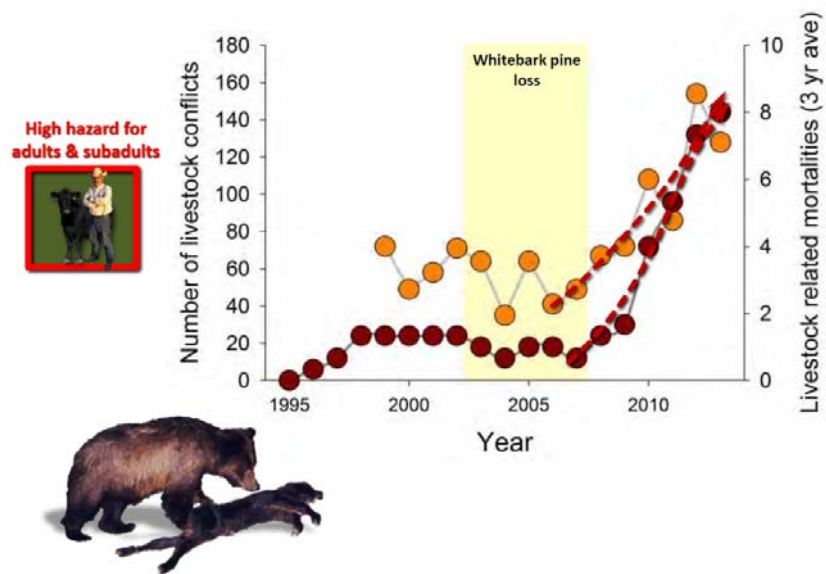 High hazard for
adults & subadults
Number of livestock conflicts
180
160
140
120
100
80
60
40
20
0
Whitebark pine
loss
10
8
6
4
2
0
Livestock related mortalities (3 yr ave)
1995
2000
2005
2010
Year